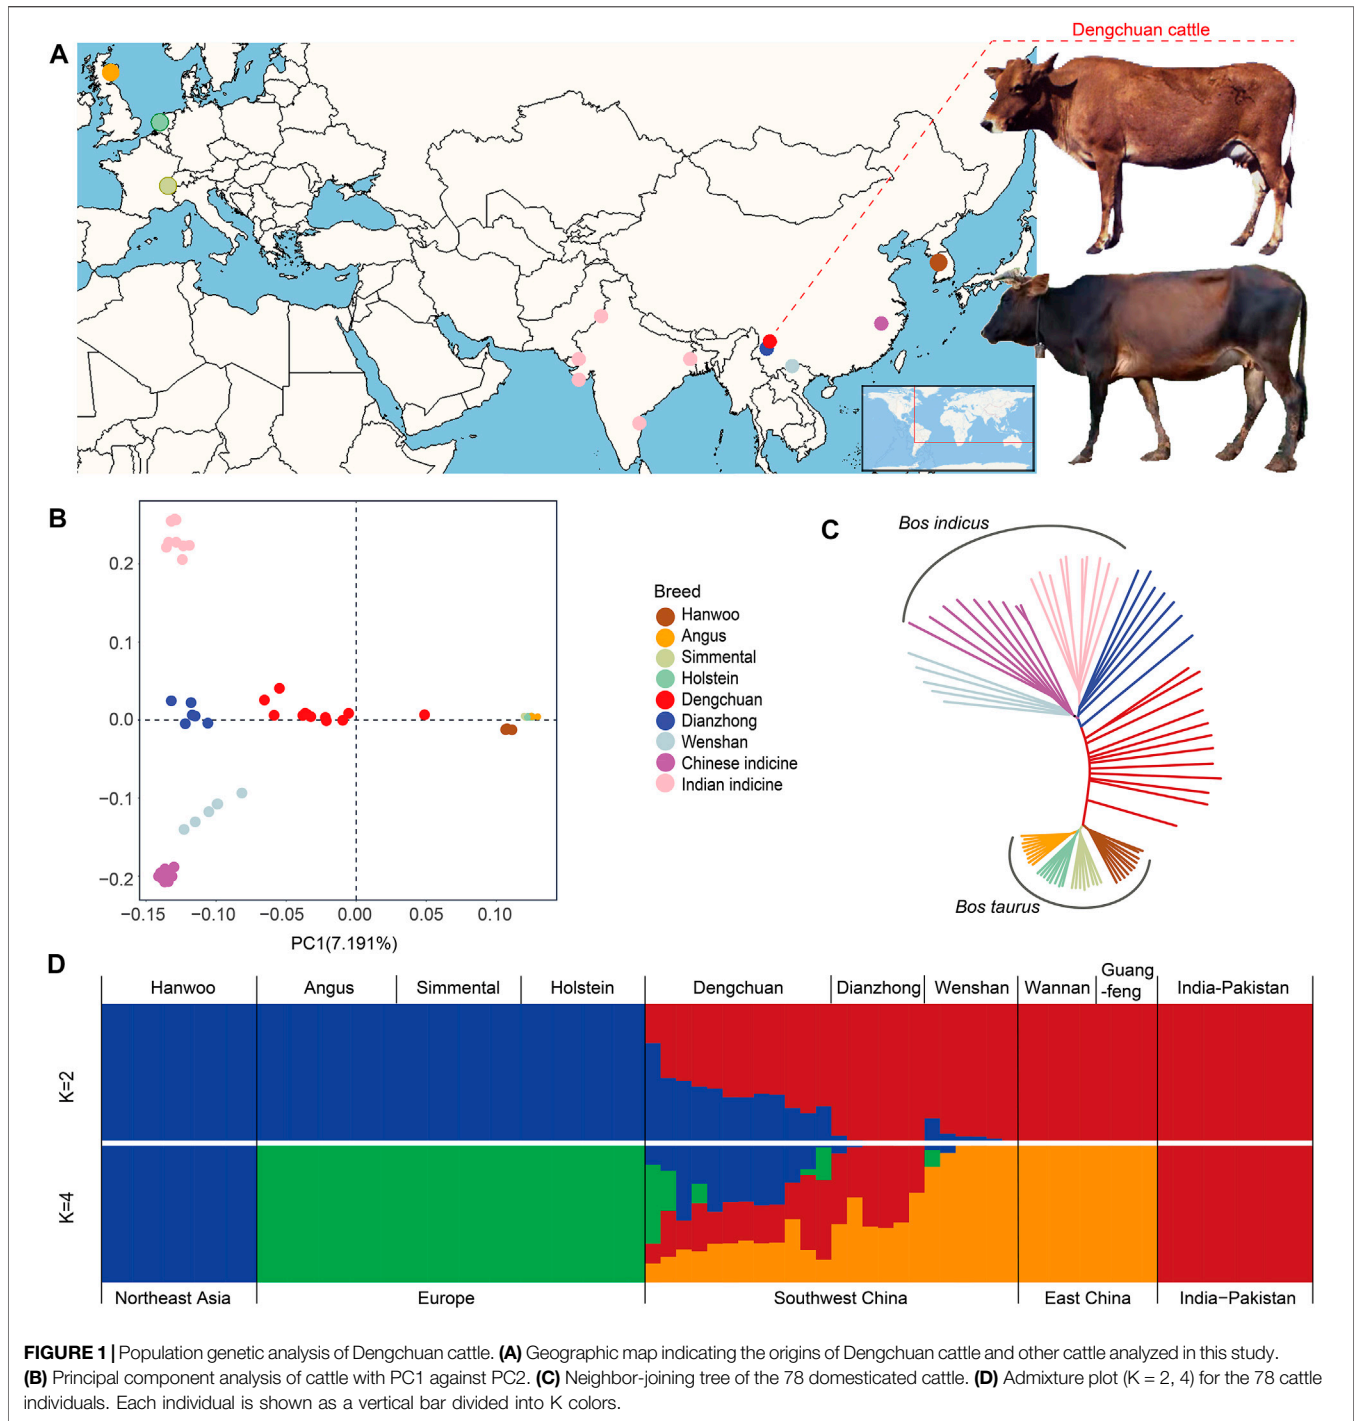 A
Dengchuan cattle
B
0.2
0.1
0.0
−0.1
−0.2
−0.15
−0.10
−0.05
0.00
0.05
0.10
PC1(7.191%)
Breed
Hanwoo
Angus
Simmental
Holstein
Dengchuan
Dianzhong
Wenshan
Chinese indicine
Indian indicine
C
Bos indicus
Bos taurus
D
Hanwoo
Angus
Simmental
Holstein
Dengchuan
Dianzhong
Wenshan
Wannan
Guang
-feng
India-Pakistan
K=2
K=4
Northeast Asia
Europe
Southwest China
East China
India−Pakistan
FIGURE 1 | Population genetic analysis of Dengchuan cattle. (A) Geographic map indicating the origins of Dengchuan cattle and other cattle analyzed in this study.
(B) Principal component analysis of cattle with PC1 against PC2. (C) Neighbor-joining tree of the 78 domesticated cattle. (D) Admixture plot (K = 2, 4) for the 78 cattle
individuals. Each individual is shown as a vertical bar divided into K colors.